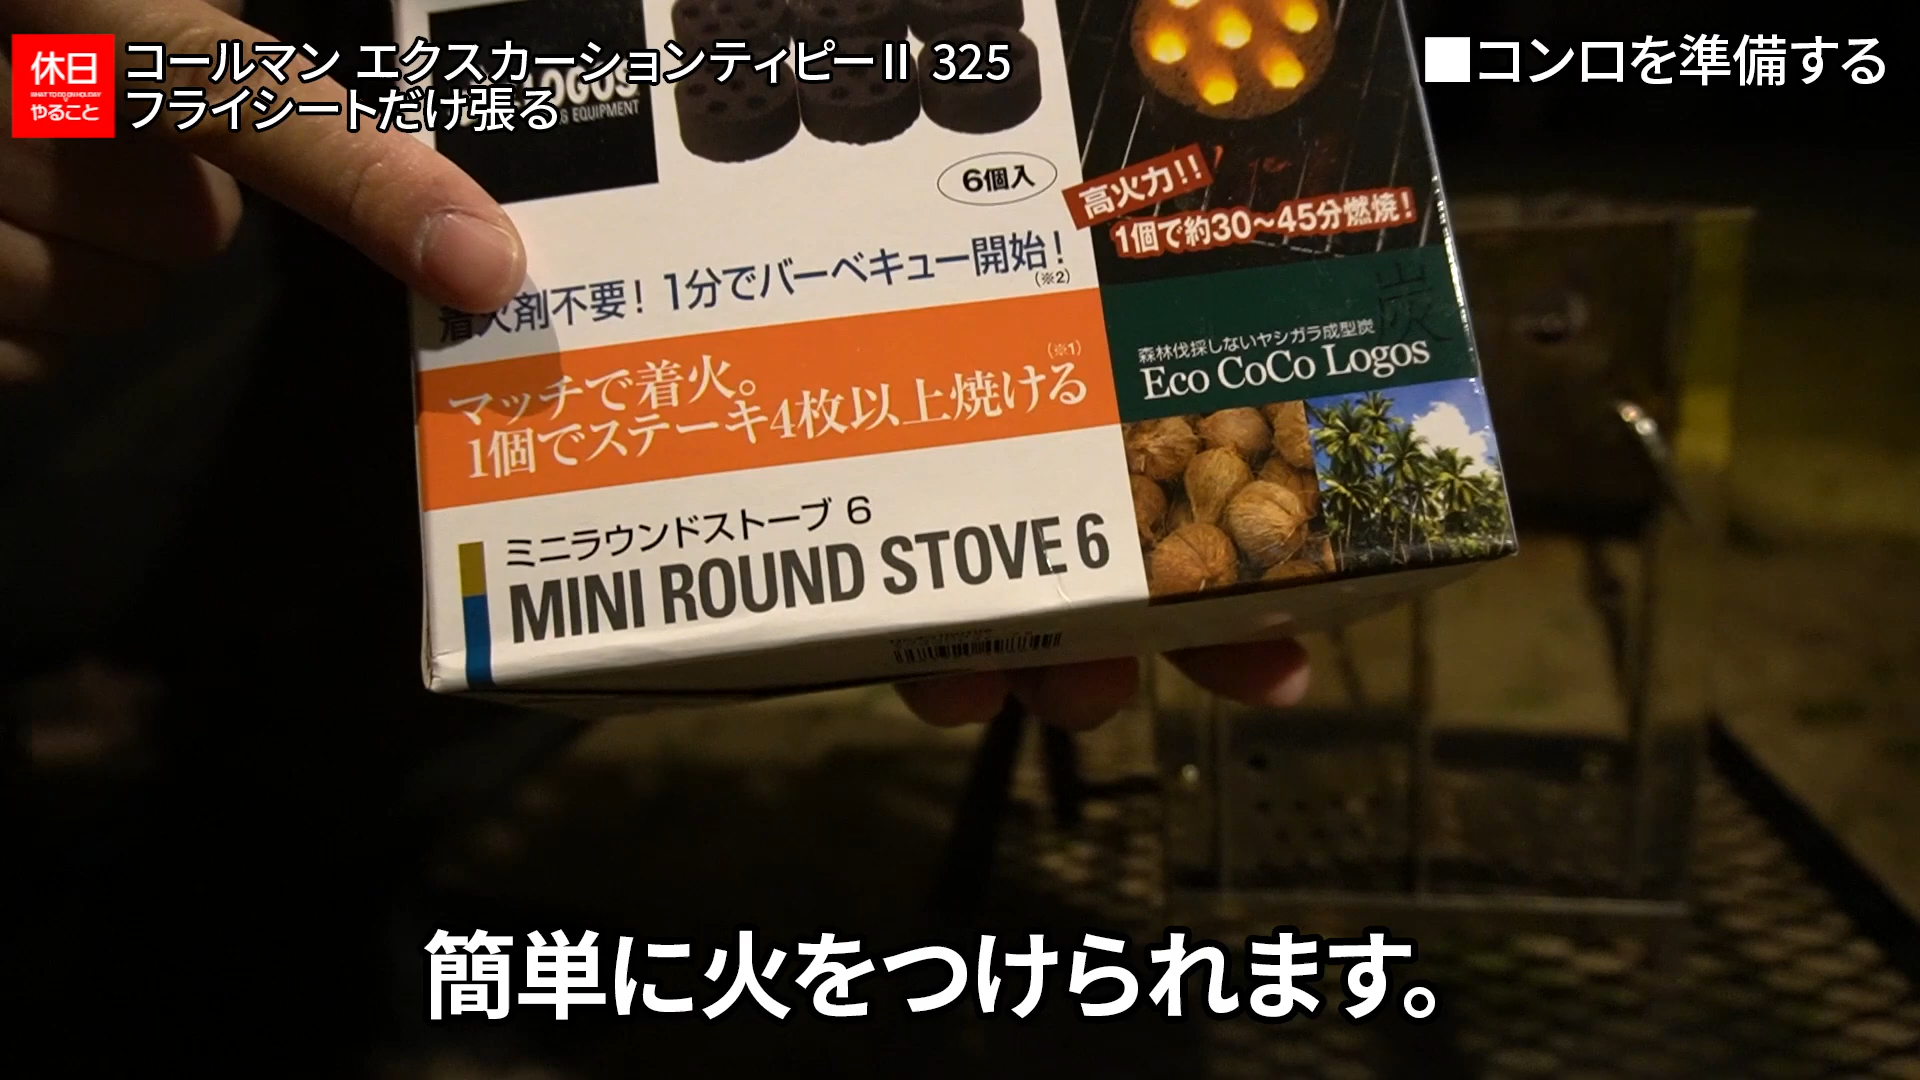 休日
WHAT TO DO ON HOLIDAY
やること
コールマン エクスカーションティピーⅡ 325
フライシートだけ張る
■コンロを準備する
LOGOS
& EQUIPMENT
6個入
高火力!!
1個で約30～45分燃焼!
着火剤不要! 1分でバーベキュー開始!
(※2)
マッチで着火。
(※1)
1個でステーキ4枚以上焼ける
炭
森林伐採しないヤシガラ成型炭
Eco CoCo Logos
ミニラウンドストーブ 6
MINI ROUND STOVE 6
簡単に火をつけられます。